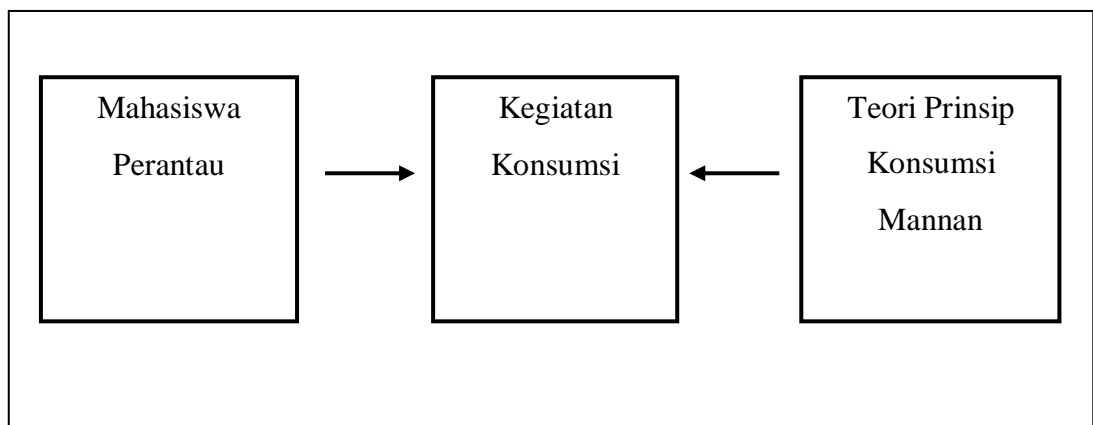 Mahasiswa
Perantau
Kegiatan
Konsumsi
Teori Prinsip
Konsumsi
Mannan